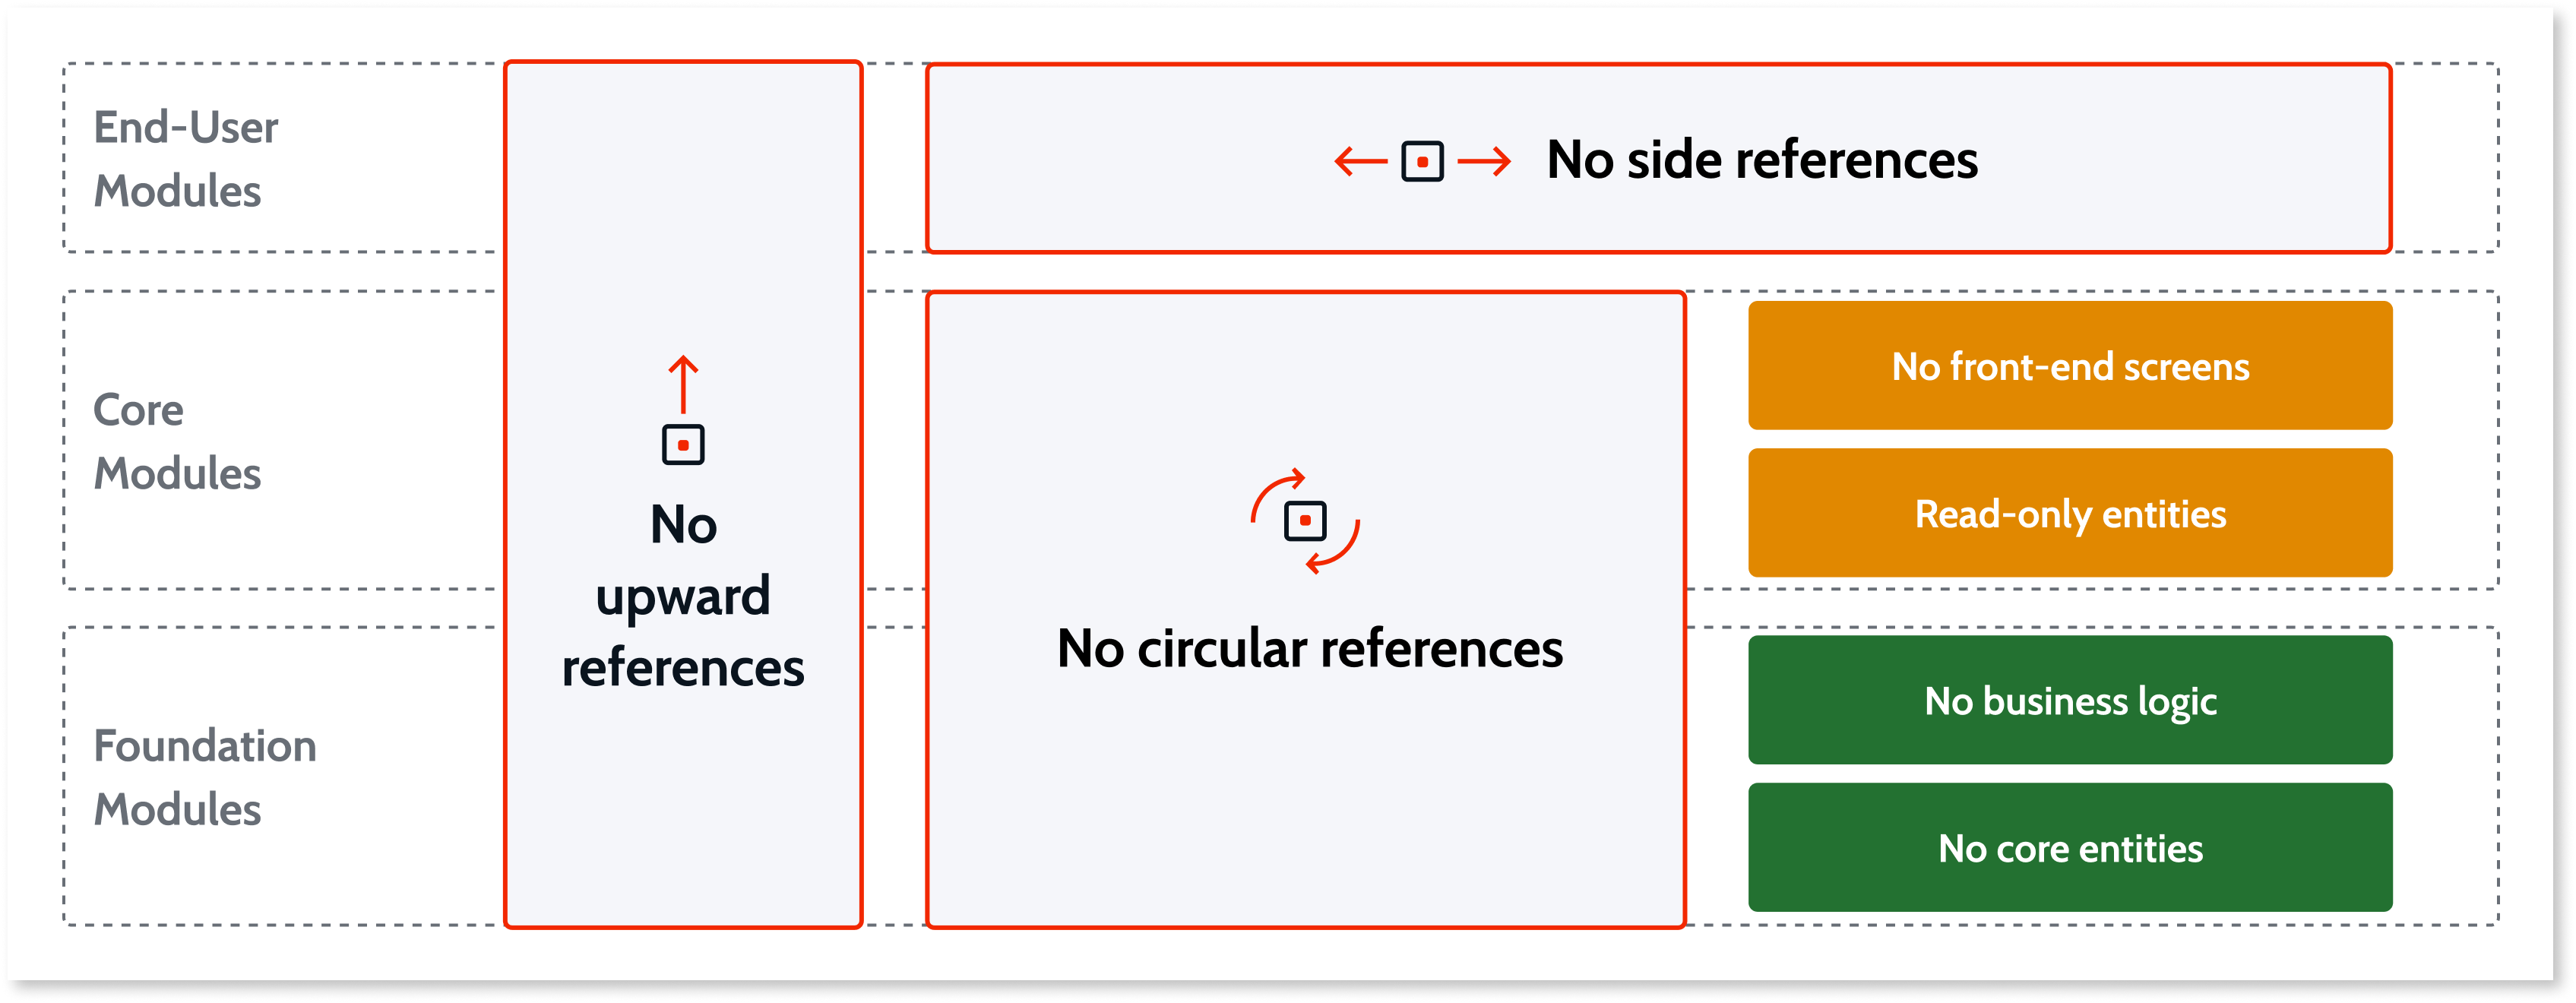 End-User
Modules
No side references
Core
Modules
No
upward
references
No circular references
No front-end screens
Read-only entities
Foundation
Modules
No business logic
No core entities